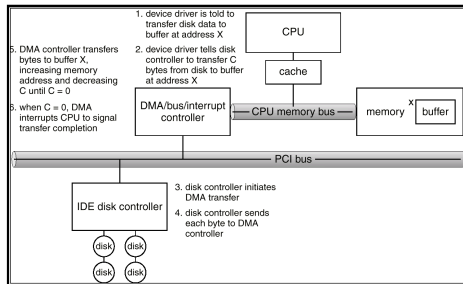 1. device driver is told to
transfer disk data to
buffer at address X
2. device driver tells disk
controller to transfer C
bytes from disk to buffer
at address X
5. DMA controller transfers
bytes to buffer X,
increasing memory
address and decreasing
C until C = 0
6. when C = 0, DMA
interrupts CPU to signal
transfer completion
CPU
cache
DMA/bus/interrupt
controller
CPU memory bus
memory
X
buffer
PCI bus
IDE disk controller
3. disk controller initiates
DMA transfer
4. disk controller sends
each byte to DMA
controller
disk
disk
disk
disk